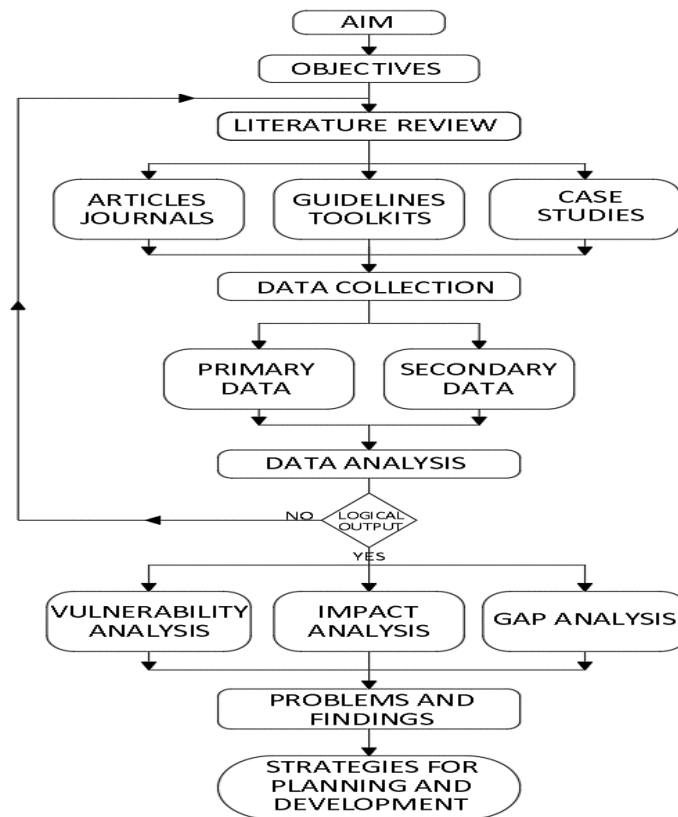 AIM
OBJECTIVES
LITERATURE REVIEW
ARTICLES
JOURNALS
GUIDELINES
TOOLKITS
CASE
STUDIES
DATA COLLECTION
PRIMARY
DATA
SECONDARY
DATA
DATA ANALYSIS
NO
LOGICAL
OUTPUT
YES
VULNERABILITY
ANALYSIS
IMPACT
ANALYSIS
GAP ANALYSIS
PROBLEMS AND
FINDINGS
STRATEGIES FOR
PLANNING AND
DEVELOPMENT